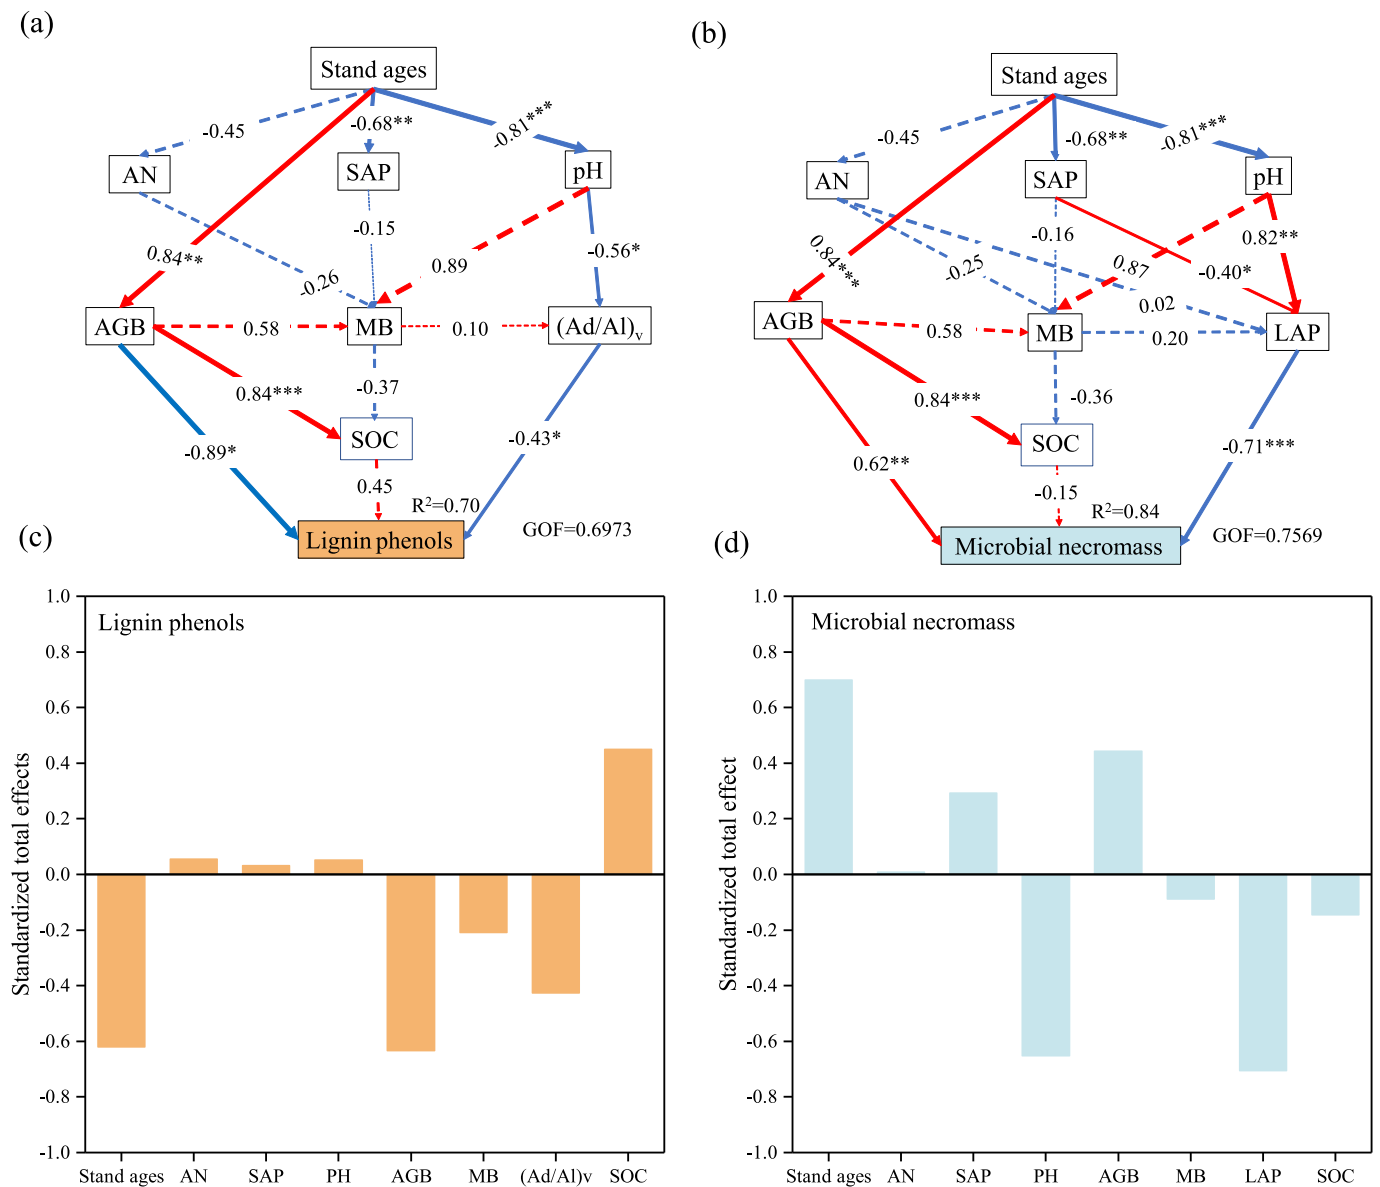 (a)
Stand ages
-0.45
-0.68**
-0.81***
AN
SAP
pH
-0.15
-0.56*
0.84**
-0.26
0.89
AGB
0.58
MB
0.10
(Ad/Al)v
0.84***
-0.37
-0.89*
SOC
-0.43*
0.45
R²=0.70
Lignin phenols
GOF=0.6973
(b)
Stand ages
-0.45
-0.68**
-0.81***
AN
SAP
pH
-0.16
0.82**
0.84***
-0.25
0.87
-0.40*
0.02
AGB
0.58
MB
0.20
LAP
0.84***
-0.36
SOC
0.62**
-0.71***
-0.15
R²=0.84
Microbial necromass
GOF=0.7569
(c)
Lignin phenols
Standardized total effects
1.0
0.8
0.6
0.4
0.2
0.0
-0.2
-0.4
-0.6
-0.8
-1.0
Stand ages AN SAP PH AGB MB (Ad/Al)v SOC
(d)
Microbial necromass
Standardized total effect
1.0
0.8
0.6
0.4
0.2
0.0
-0.2
-0.4
-0.6
-0.8
-1.0
Stand ages AN SAP PH AGB MB LAP SOC